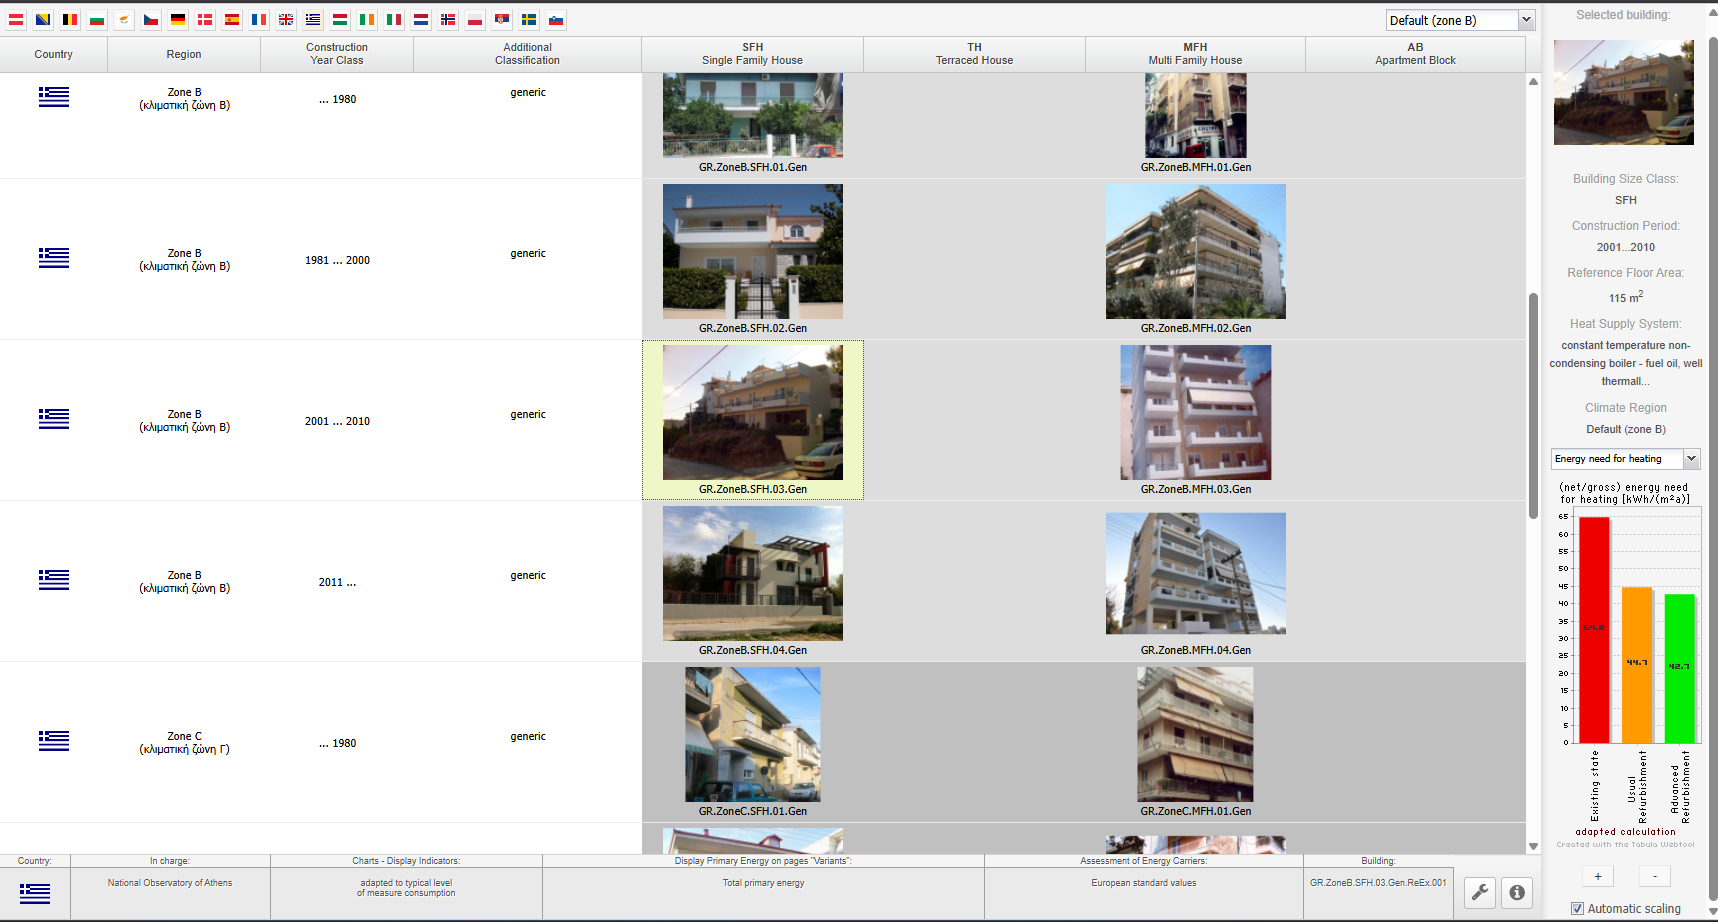 Default (zone B)
Country
Region
Construction
Year Class
Additional
Classification
SFH
Single Family House
TH
Terraced House
MFH
Multi Family House
AB
Apartment Block
Zone B
(κλιματική ζώνη Β)
... 1980
generic
GR.ZoneB.SFH.01.Gen
GR.ZoneB.MFH.01.Gen
Zone B
(κλιματική ζώνη Β)
1981 ... 2000
generic
GR.ZoneB.SFH.02.Gen
GR.ZoneB.MFH.02.Gen
Zone B
(κλιματική ζώνη Β)
2001 ... 2010
generic
GR.ZoneB.SFH.03.Gen
GR.ZoneB.MFH.03.Gen
Zone B
(κλιματική ζώνη Β)
2011 ...
generic
GR.ZoneB.SFH.04.Gen
GR.ZoneB.MFH.04.Gen
Zone C
(κλιματική ζώνη Γ)
... 1980
generic
GR.ZoneC.SFH.01.Gen
GR.ZoneC.MFH.01.Gen
Country:
In charge:
National Observatory of Athens
Charts - Display Indicators:
adapted to typical level
of measure consumption
Display Primary Energy on pages "Variants":
Total primary energy
Assessment of Energy Carriers:
European standard values
Building:
GR.ZoneB.SFH.03.Gen.ReEx.001
Selected building:
Building Size Class:
SFH
Construction Period:
2001...2010
Reference Floor Area:
115 m2
Heat Supply System:
constant temperature non-
condensing boiler - fuel oil, well
thermall...
Climate Region
Default (zone B)
Energy need for heating
(net/gross) energy need
for heating [kWh/(m²a)]
65
60
55
50
45
40
35
30
25
20
15
10
5
0
44.7
42.7
Existing state
Usual
Refurbishment
Advanced
Refurbishment
adapted calculation
Created with the Tabula Webtool
+
-
Automatic scaling